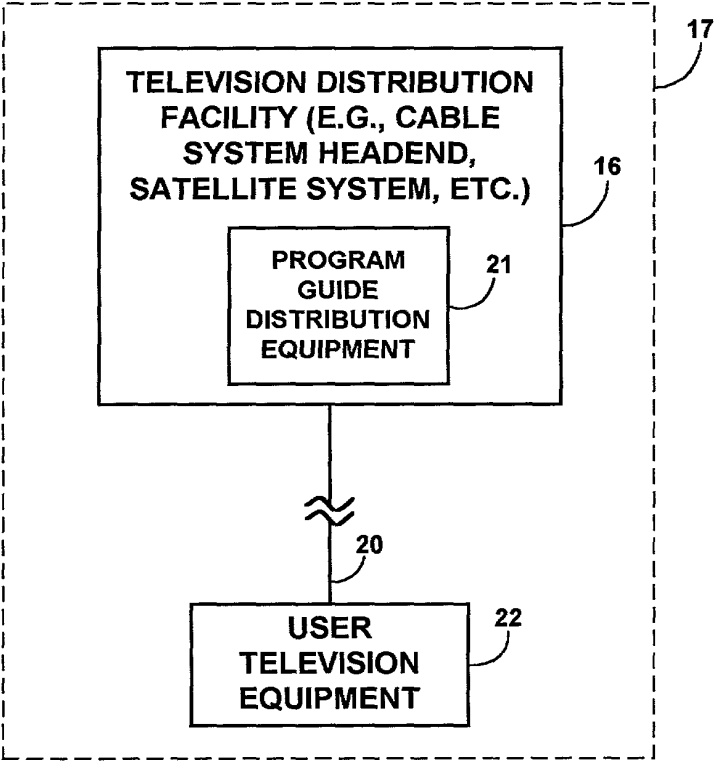 17
TELEVISION DISTRIBUTION
FACILITY (E.G., CABLE
SYSTEM HEADEND,
SATELLITE SYSTEM, ETC.)
16
PROGRAM
GUIDE
DISTRIBUTION
EQUIPMENT
21
20
USER
TELEVISION
EQUIPMENT
22